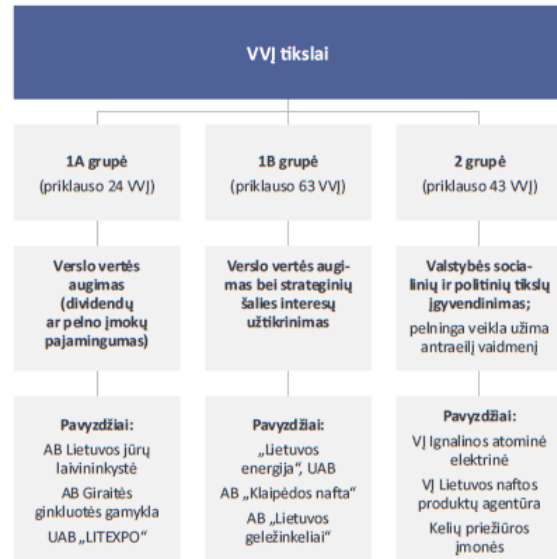 VVĮ tikslai
1A grupė
(priklauso 24 VVĮ)
1B grupė
(priklauso 63 VVĮ)
2 grupė
(priklauso 43 VVĮ)
Verslo vertės
augimas
(dividendų
ar pelno įmokų
pajamingumas)
Verslo vertės augi-
mas bei strateginių
šalies interesų
užtikrinimas
Valstybės socia-
linių ir politinių tikslų
įgyvendinimas;
pelninga veikla užima
antraeilį vaidmenį
Pavyzdžiai:
AB Lietuvos jūrų
laivininkystė
AB Giraitės
ginkluotės gamykla
UAB „LITEXPO“
Pavyzdžiai:
„Lietuvos
energija“, UAB
AB „Klaipėdos nafta“
AB „Lietuvos
geležinkeliai“
Pavyzdžiai:
VĮ Ignalinos atominė
elektrinė
VĮ Lietuvos naftos
produktų agentūra
Kelių priežiūros
įmonės